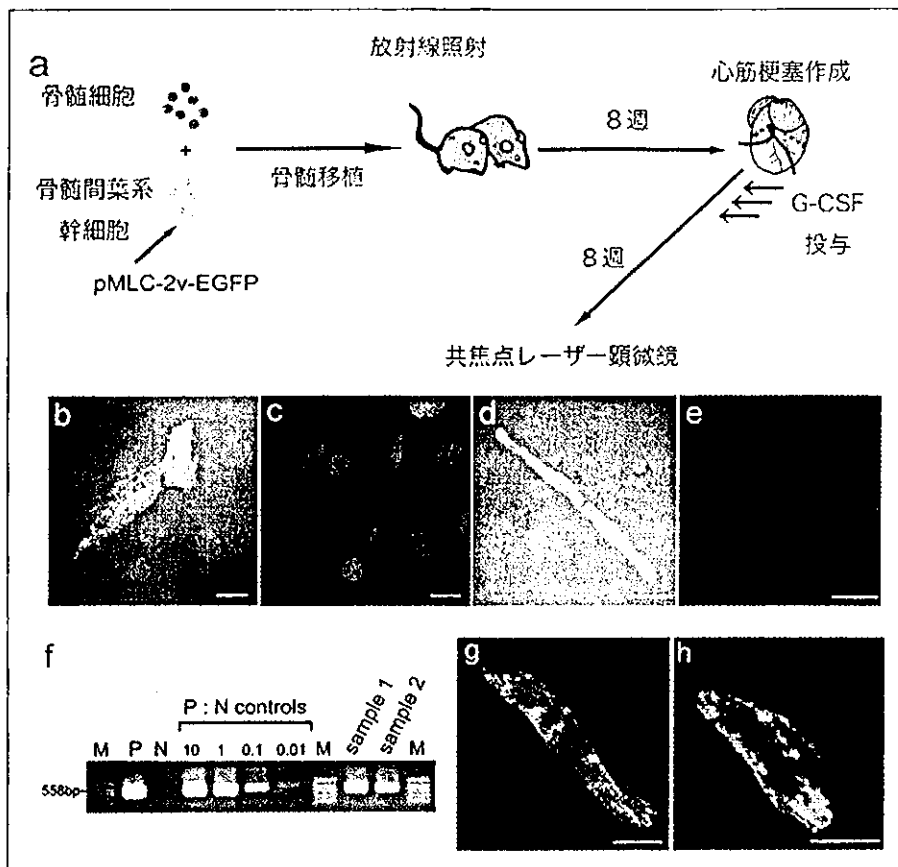 a
放射線照射
心筋梗塞作成
骨髄細胞
+
骨髄間葉系
幹細胞
pMLC-2v-EGFP
骨髄移植
8週
G-CSF
投与
8週
共焦点レーザー顕微鏡
b
c
d
e
f
P : N controls
M P N 10 1 0.1 0.01 M sample 1 sample 2 M
558bp
g
h